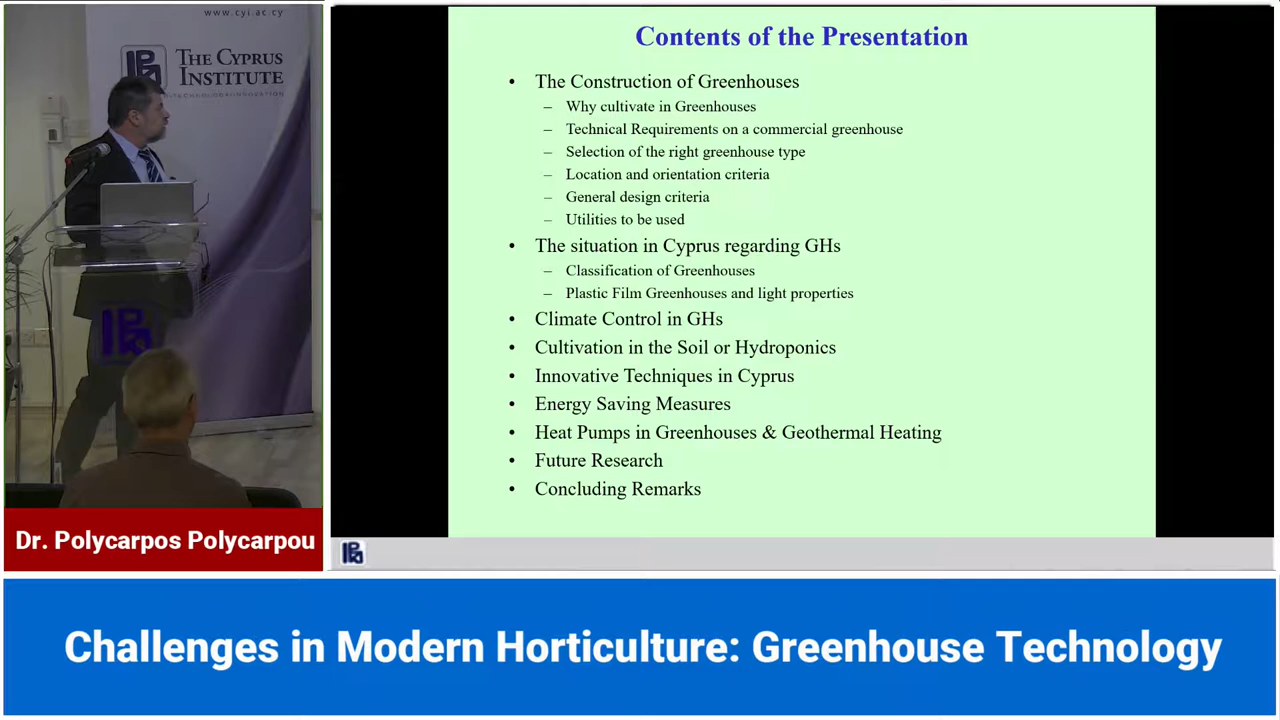 www.cyi.ac.cy
THE CYPRUS
INSTITUTE
Contents of the Presentation
• The Construction of Greenhouses
– Why cultivate in Greenhouses
– Technical Requirements on a commercial greenhouse
– Selection of the right greenhouse type
– Location and orientation criteria
– General design criteria
– Utilities to be used
• The situation in Cyprus regarding GHs
– Classification of Greenhouses
– Plastic Film Greenhouses and light properties
• Climate Control in GHs
• Cultivation in the Soil or Hydroponics
• Innovative Techniques in Cyprus
• Energy Saving Measures
• Heat Pumps in Greenhouses & Geothermal Heating
• Future Research
• Concluding Remarks
Dr. Polycarpos Polycarpou
Challenges in Modern Horticulture: Greenhouse Technology